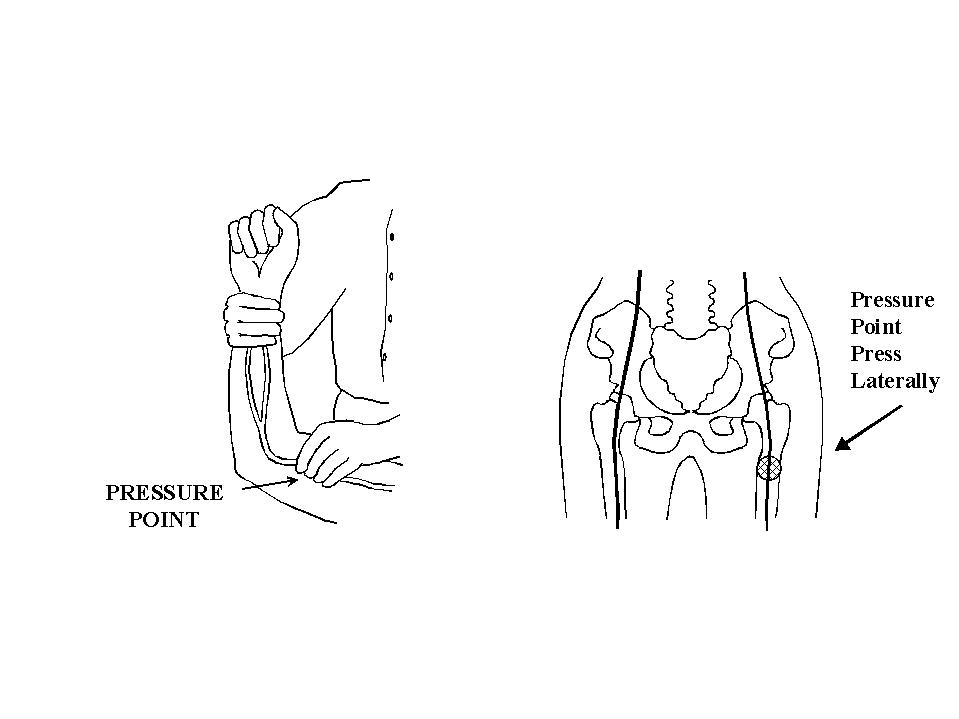 PRESSURE
POINT
Pressure
Point
Press
Laterally